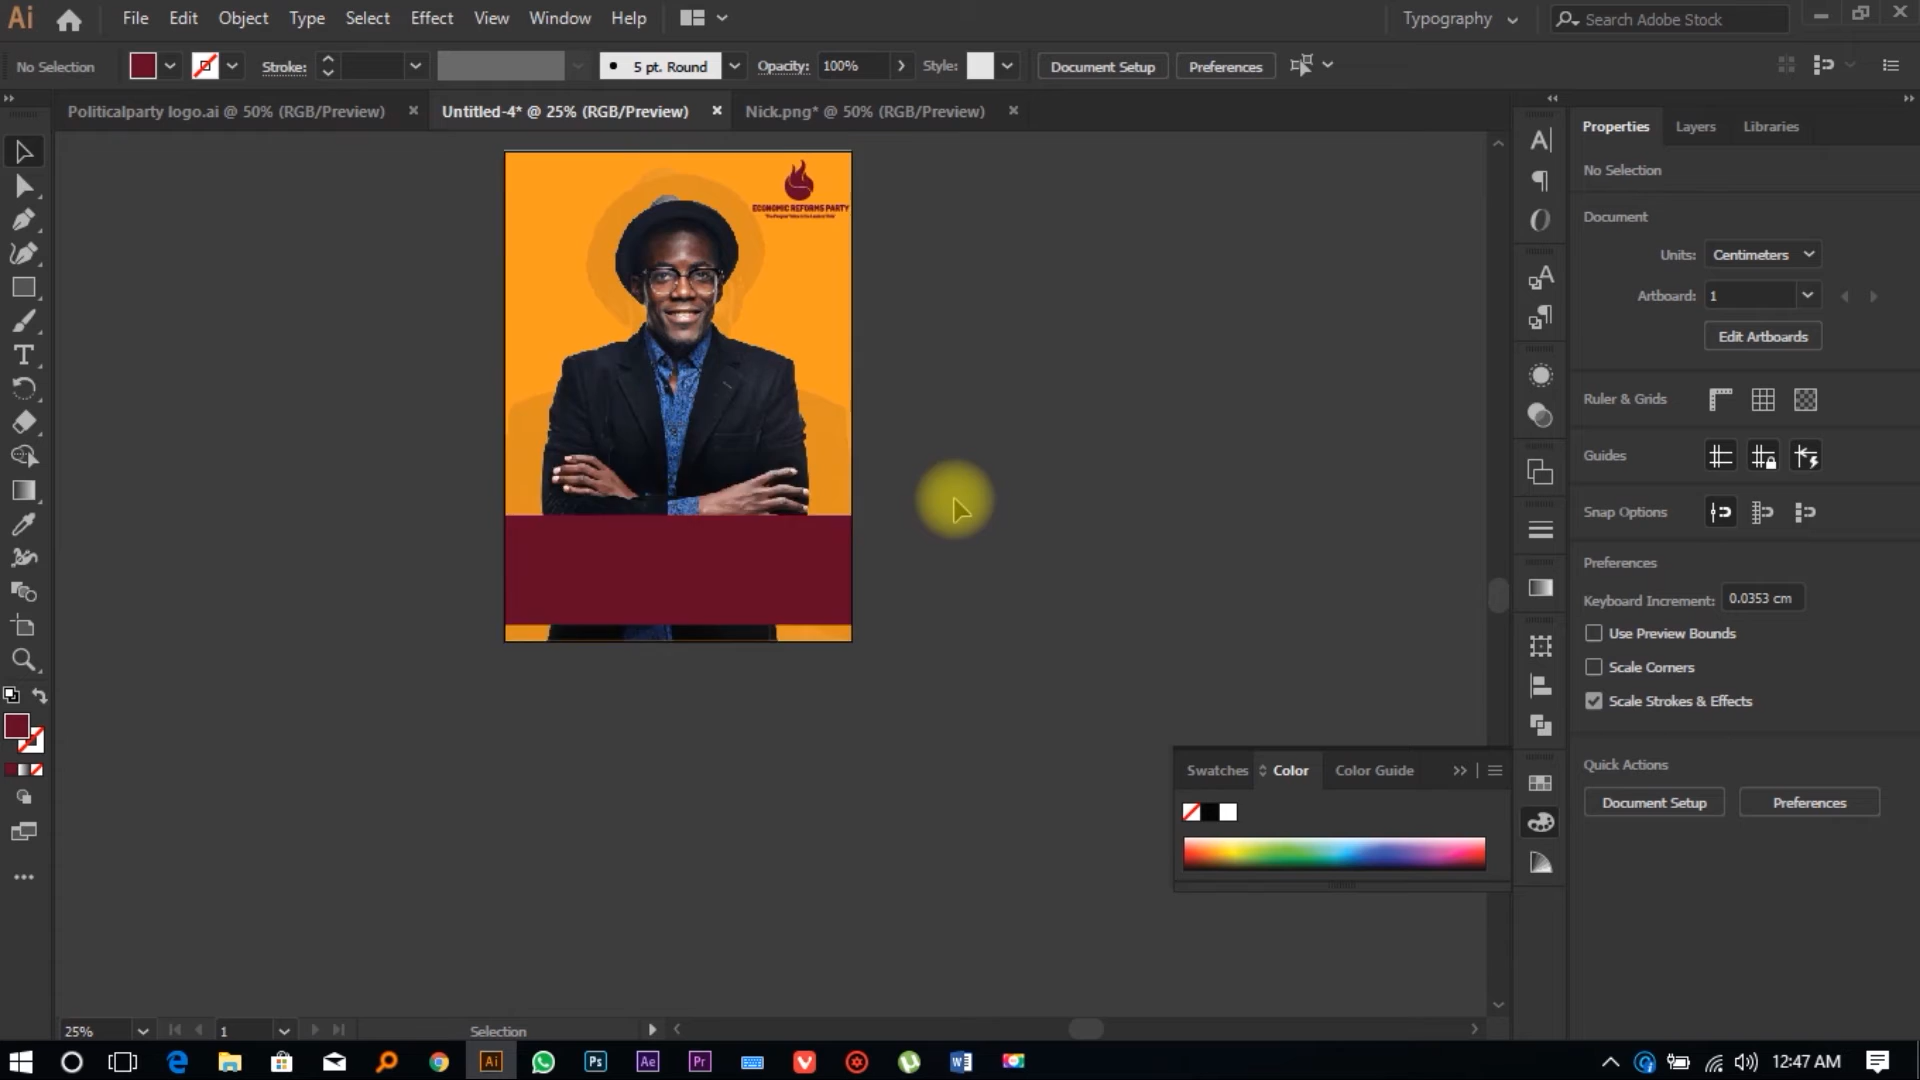 Ai File Edit Object Type Select Effect View Window Help Typography Search Adobe Stock
No Selection Stroke: 5 pt. Round Opacity: 100% Style: Document Setup Preferences
Politicalparty logo.ai @ 50% (RGB/Preview) Untitled-4* @ 25% (RGB/Preview) Nick.png* @ 50% (RGB/Preview)
Properties Layers Libraries
No Selection
Document
Units: Centimeters
Artboard: 1
Edit Artboards
Ruler & Grids
Guides
Snap Options
Preferences
Keyboard Increment: 0.0353 cm
Use Preview Bounds
Scale Corners
Scale Strokes & Effects
Quick Actions
Document Setup Preferences
ECONOMIC REFORMS PARTY
Swatches Color Color Guide
25% 1 Selection
Ai Ps Ae Pr 12:47 AM